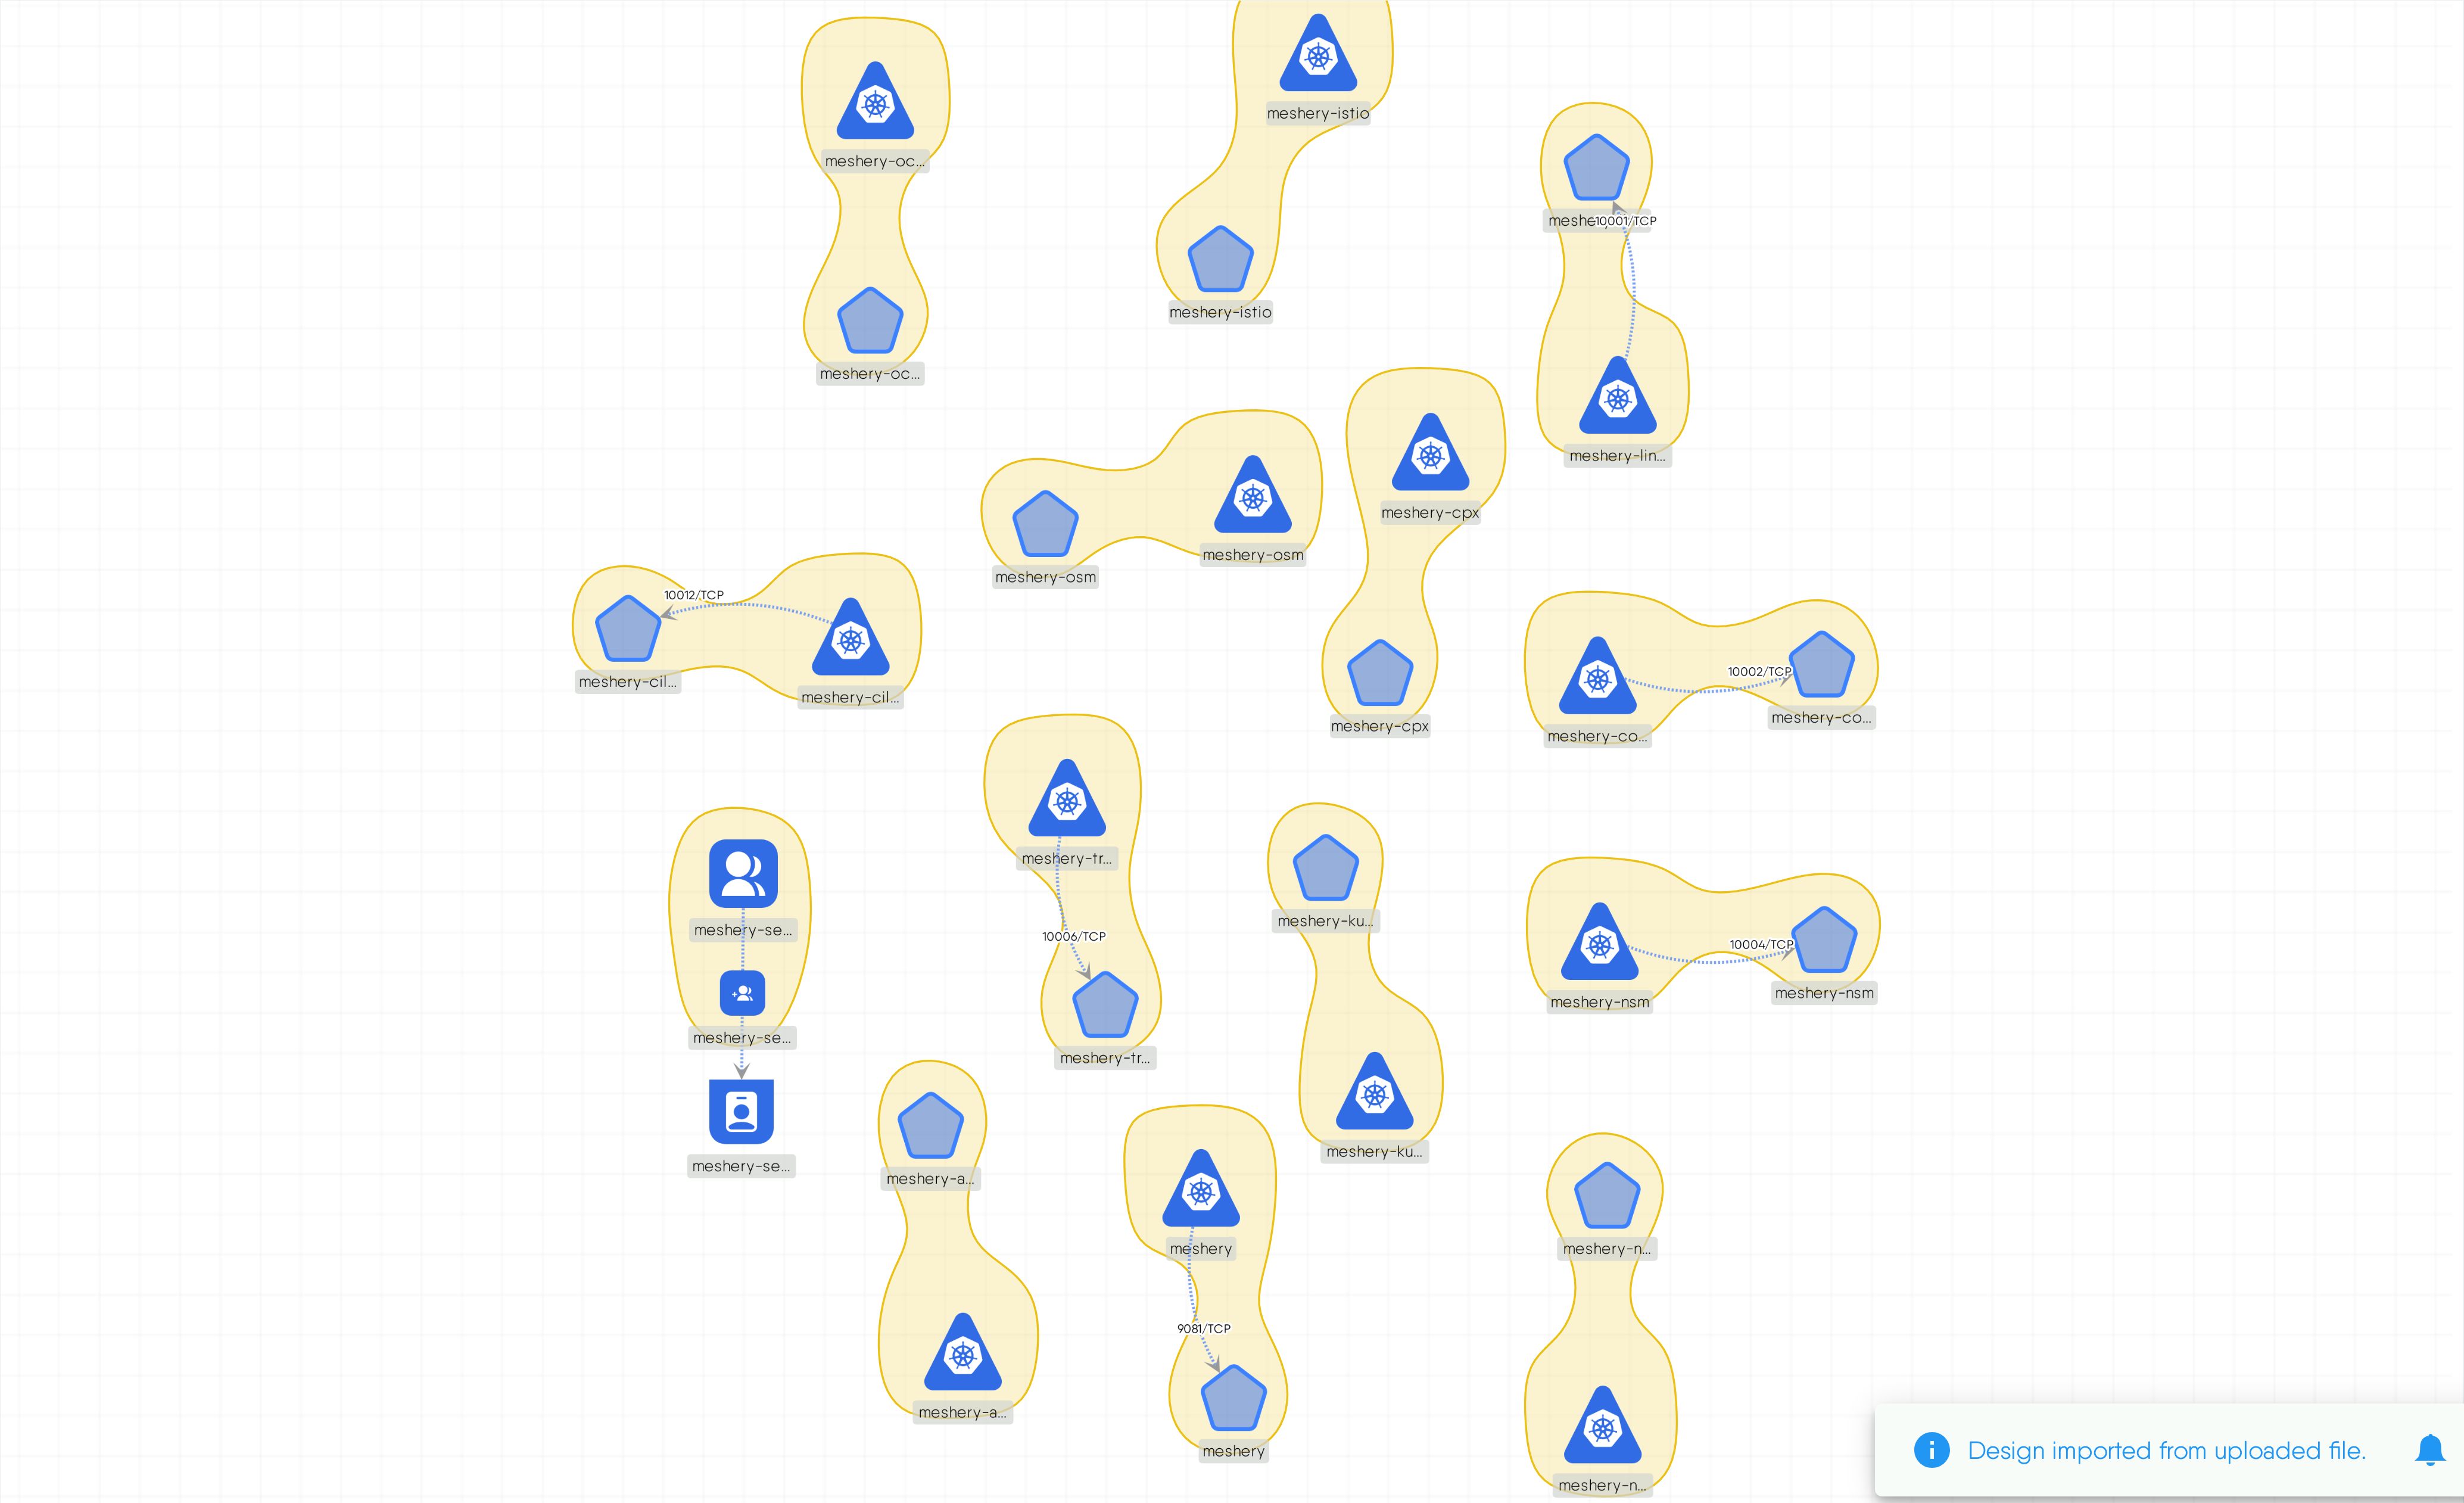 meshery-istio
meshery-oc...
10001/TCP
meshery-istio
meshery-oc...
meshery-lin...
meshery-cpx
meshery-osm
meshery-osm
10012/TCP
10002/TCP
meshery-cil...
meshery-cil...
meshery-co...
meshery-cpx
meshery-co...
meshery-tr...
meshery-ku...
meshery-se...
10006/TCP
10004/TCP
meshery-nsm
meshery-nsm
meshery-se...
meshery-tr...
meshery-ku...
meshery-se...
meshery-a...
meshery
meshery-n...
9081/TCP
meshery-a...
meshery
Design imported from uploaded file.
meshery-n...